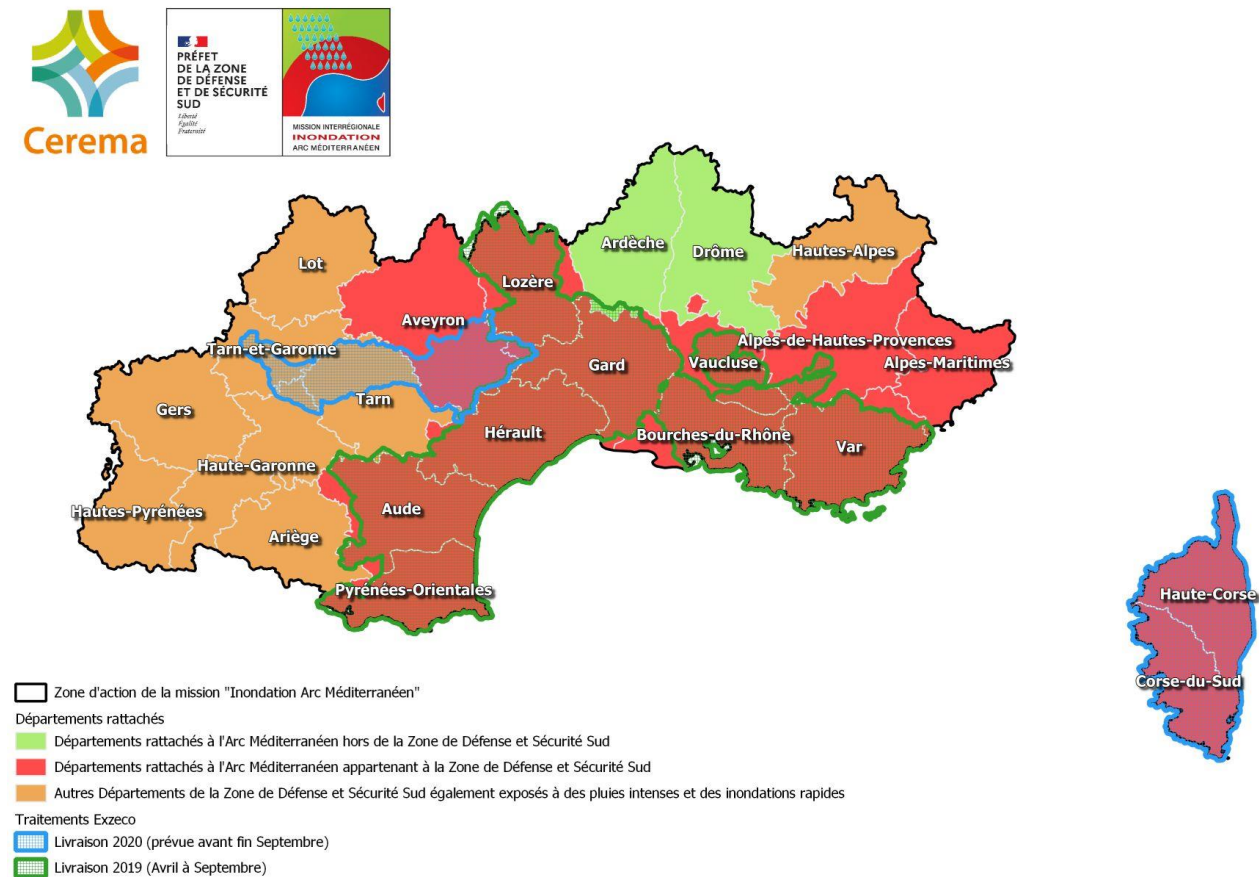 Cerema
PRÉFET
DE LA ZONE
DE DÉFENSE
ET DE SÉCURITÉ
SUD
Liberté
Égalité
Fraternité
MISSION INTERRÉGIONALE
INONDATION
ARC MÉDITERRANÉEN
Ardèche
Drôme
Hautes-Alpes
Lot
Lozère
Aveyron
Tarn-et-Garonne
Gard
Vaucluse
Alpes-de-Hautes-Provences
Alpes-Maritimes
Gers
Tarn
Hérault
Bourches-du-Rhône
Var
Haute-Garonne
Hautes-Pyrénées
Aude
Ariège
Pyrénées-Orientales
Haute-Corse
Corse-du-Sud
Zone d'action de la mission "Inondation Arc Méditerranéen"
Départements rattachés
Départements rattachés à l'Arc Méditerranéen hors de la Zone de Défense et Sécurité Sud
Départements rattachés à l'Arc Méditerranéen appartenant à la Zone de Défense et Sécurité Sud
Autres Départements de la Zone de Défense et Sécurité Sud également exposés à des pluies intenses et des inondations rapides
Traitements Exzeco
Livraison 2020 (prévue avant fin Septembre)
Livraison 2019 (Avril à Septembre)